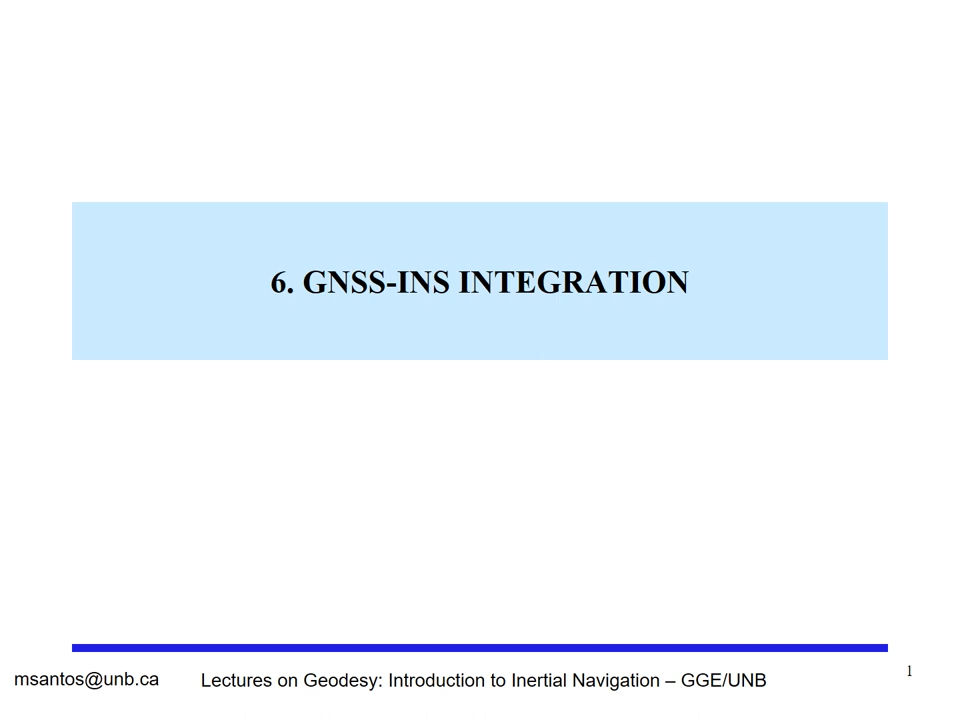 6. GNSS-INS INTEGRATION
msantos@unb.ca
Lectures on Geodesy: Introduction to Inertial Navigation – GGE/UNB
1